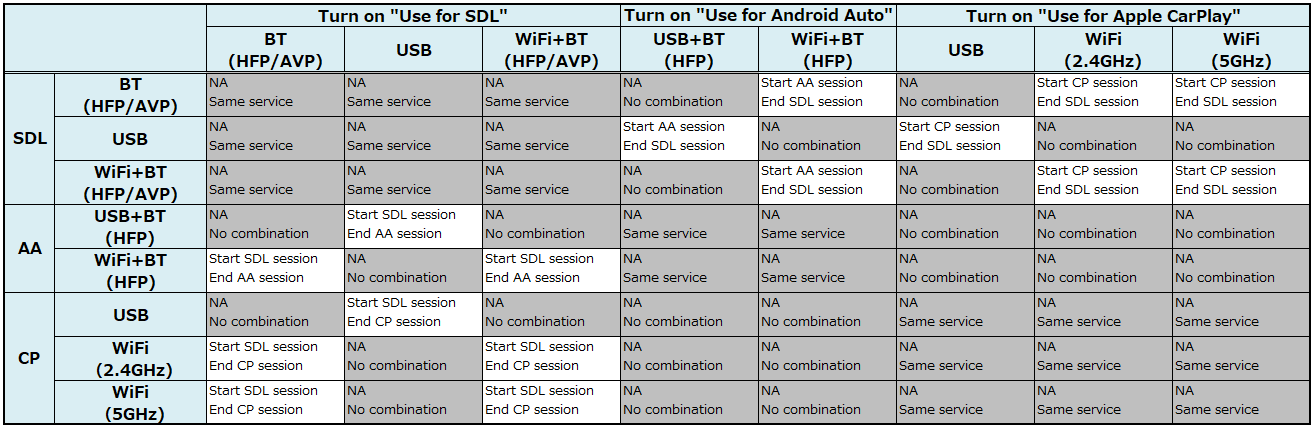 Turn on "Use for SDL" Turn on "Use for Android Auto" Turn on "Use for Apple CarPlay"
BT USB WiFi+BT USB+BT WiFi+BT USB WiFi WiFi
(HFP/AVP) (HFP/AVP) (HFP) (HFP) (2.4GHz) (5GHz)
SDL
BT NA NA NA NA Start AA session NA Start CP session Start CP session
(HFP/AVP) Same service Same service Same service No combination End SDL session No combination End SDL session End SDL session
USB NA NA NA Start AA session NA Start CP session NA NA
Same service Same service Same service End SDL session No combination End SDL session No combination No combination
WiFi+BT NA NA NA NA Start AA session NA Start CP session Start CP session
(HFP/AVP) Same service Same service Same service No combination End SDL session No combination End SDL session End SDL session
AA
USB+BT NA Start SDL session NA NA NA NA NA NA
(HFP) No combination End AA session No combination Same service Same service No combination No combination No combination
WiFi+BT Start SDL session NA Start SDL session NA NA NA NA NA
(HFP) End AA session No combination End AA session Same service Same service No combination No combination No combination
CP
USB NA Start SDL session NA NA NA NA NA NA
No combination End CP session No combination No combination No combination Same service Same service Same service
WiFi Start SDL session NA Start SDL session NA NA NA NA NA
(2.4GHz) End CP session No combination End CP session No combination No combination Same service Same service Same service
WiFi Start SDL session NA Start SDL session NA NA NA NA NA
(5GHz) End CP session No combination End CP session No combination No combination Same service Same service Same service